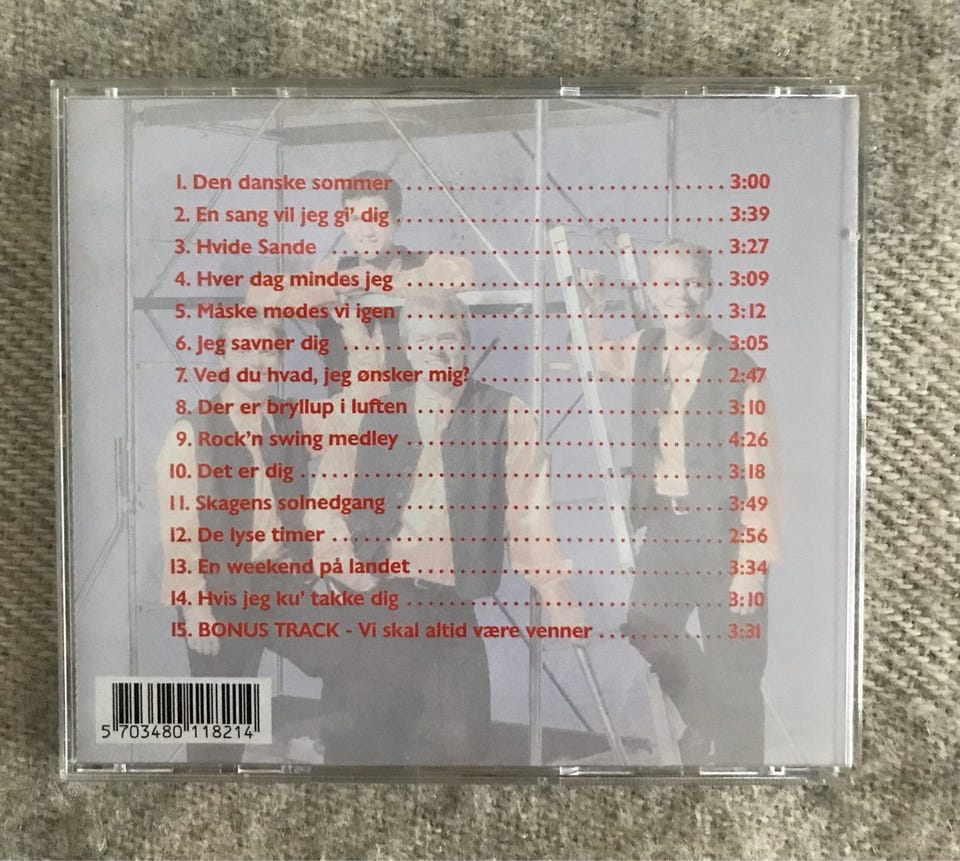 1. Den danske sommer ........................................ 3:00
2. En sang vil jeg gi' dig ........................................ 3:39
3. Hvide Sande ........................................ 3:27
4. Hver dag mindes jeg ........................................ 3:09
5. Måske mødes vi igen ........................................ 3:12
6. Jeg savner dig ........................................ 3:05
7. Ved du hvad, jeg ønsker mig? ................................ 2:47
8. Der er bryllup i luften ........................................ 3:10
9. Rock'n swing medley ........................................ 4:26
10. Det er dig ........................................ 3:18
11. Skagens solnedgang ........................................ 3:49
12. De lyse timer ........................................ 2:56
13. En weekend på landet ........................................ 3:34
14. Hvis jeg ku' takke dig ........................................ 3:10
15. BONUS TRACK - Vi skal altid være venner ............. 3:31
5 703480 118214